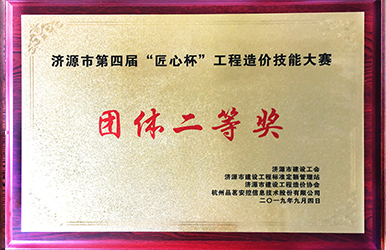 济源市第四届“匠心杯”工程造价技能大赛
团体二等奖
济源市建设工会
济源市建设工程标准定额管理站
济源市建设工程造价协会
杭州品茗安控信息技术股份有限公司
二〇一九年九月四日